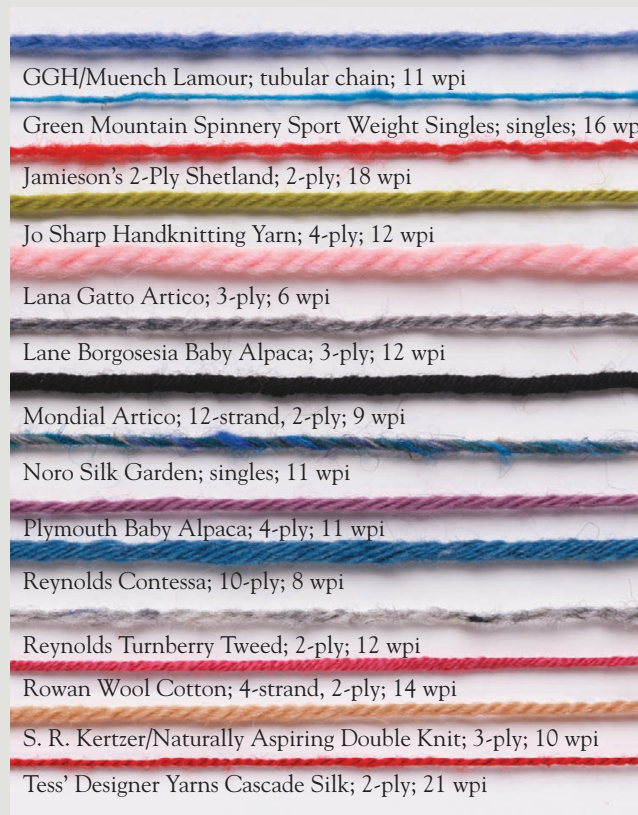 GGH/Muench Lamour; tubular chain; 11 wpi
Green Mountain Spinnery Sport Weight Singles; singles; 16 wp
Jamieson's 2-Ply Shetland; 2-ply; 18 wpi
Jo Sharp Handknitting Yarn; 4-ply; 12 wpi
Lana Gatto Artico; 3-ply; 6 wpi
Lane Borgosesia Baby Alpaca; 3-ply; 12 wpi
Mondial Artico; 12-strand, 2-ply; 9 wpi
Noro Silk Garden; singles; 11 wpi
Plymouth Baby Alpaca; 4-ply; 11 wpi
Reynolds Contessa; 10-ply; 8 wpi
Reynolds Turnberry Tweed; 2-ply; 12 wpi
Rowan Wool Cotton; 4-strand, 2-ply; 14 wpi
S. R. Kertzer/Naturally Aspiring Double Knit; 3-ply; 10 wpi
Tess' Designer Yarns Cascade Silk; 2-ply; 21 wpi